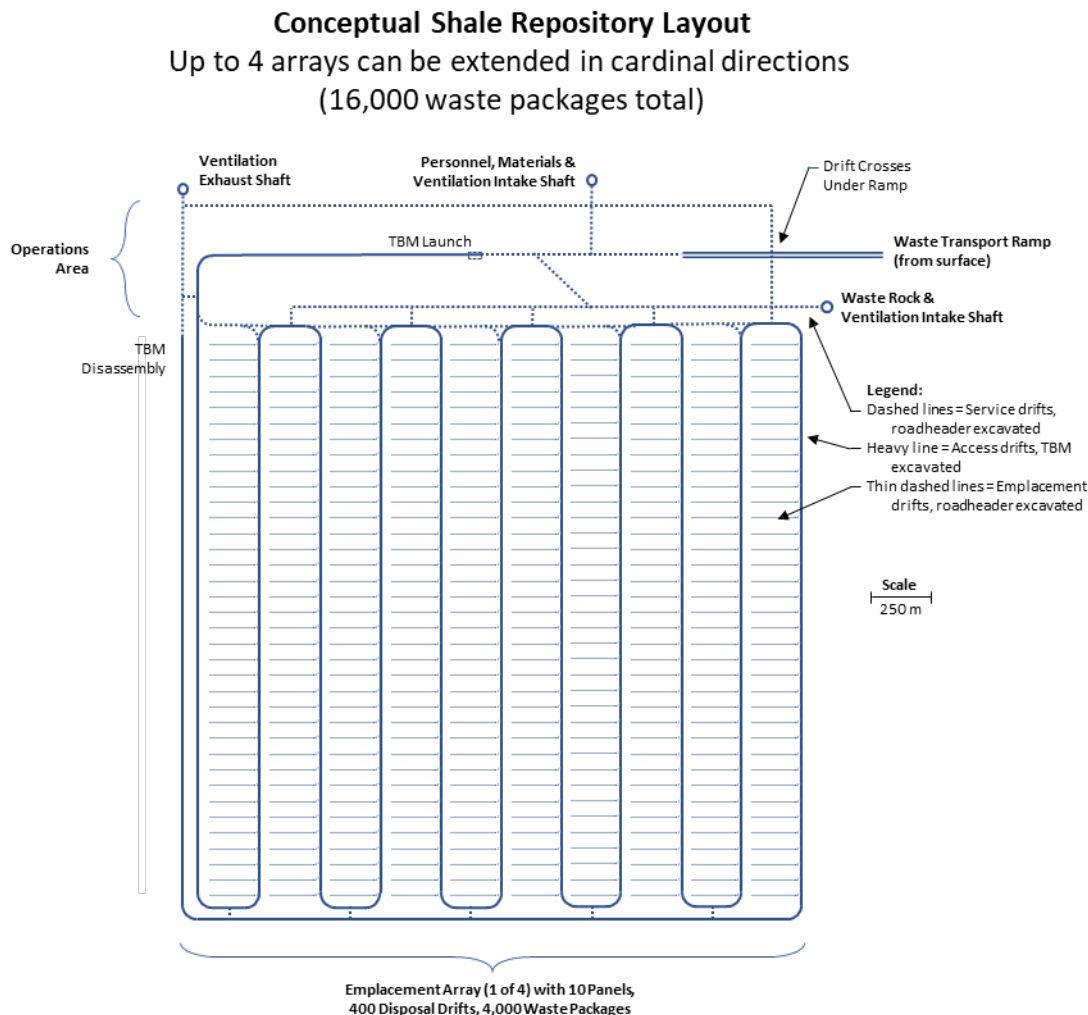 Conceptual Shale Repository Layout
Up to 4 arrays can be extended in cardinal directions
(16,000 waste packages total)
Ventilation
Exhaust Shaft
Personnel, Materials &
Ventilation Intake Shaft
Drift Crosses
Under Ramp
Operations
Area
TBM Launch
Waste Transport Ramp
(from surface)
Waste Rock &
Ventilation Intake Shaft
TBM
Disassembly
Legend:
Dashed lines = Service drifts,
roadheader excavated
Heavy line = Access drifts, TBM
excavated
Thin dashed lines = Emplacement
drifts, roadheader excavated
Scale
250 m
Emplacement Array (1 of 4) with 10 Panels,
400 Disposal Drifts, 4,000 Waste Packages